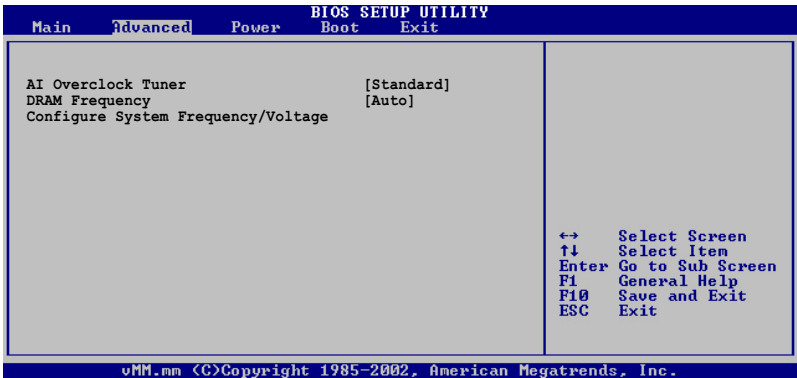 BIOS SETUP UTILITY
Main Advanced Power Boot Exit
AI Overclock Tuner [Standard]
DRAM Frequency [Auto]
Configure System Frequency/Voltage
←→ Select Screen
↑↓ Select Item
Enter Go to Sub Screen
F1 General Help
F10 Save and Exit
ESC Exit
vMM.mm (C)Copyright 1985-2002, American Megatrends, Inc.